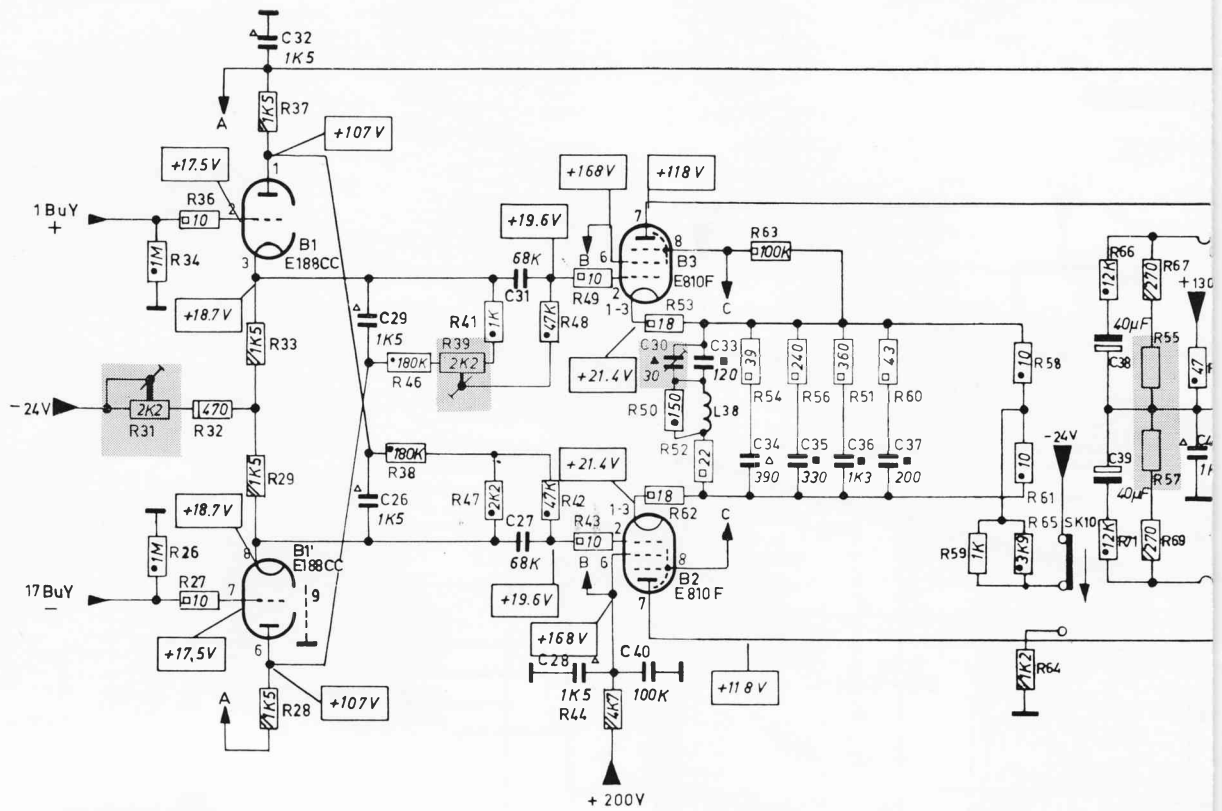 C32
1K5
A
1K5
R37
+107V
+17.5V
+168V
+118V
1
7
8
R36
10
2
1BuY
+
1M
R34
B1
E188CC
3
+19.6V
B
6
2
R63
100K
B3
E810F
68K
C31
10
R49
1-3
R53
18
C
R66
12K
R67
270
+130
+18.7V
C29
1K5
R41
1K
47K
R48
R33
1K5
R39
2K2
180K
R46
+21.4V
C30
30
C33
120
39
R54
240
R56
360
R51
43
R60
10
R58
40µF
C38
R55
47
-24V
2K2
R31
470
R32
R50
150
L38
R52
22
C34
390
C35
330
C36
1K3
C37
200
10
R61
-24V
C39
40µF
R57
C4
1K
180K
R38
1K5
R29
C26
1K5
R47
2K2
47K
R42
+21.4V
1-3
18
R62
C
+18.7V
C27
68K
R43
10
2
6
8
B
B2
E810F
7
1M
R26
8
B1'
E188CC
R59
1K
R65
3K9
SK10
12K
R71
270
R69
17BuY
-
R27
10
7
9
+19.6V
+17,5V
6
+168V
C28
1K5
C40
100K
+118V
1K2
R64
A
1K5
R28
+107V
R44
4K7
+200V